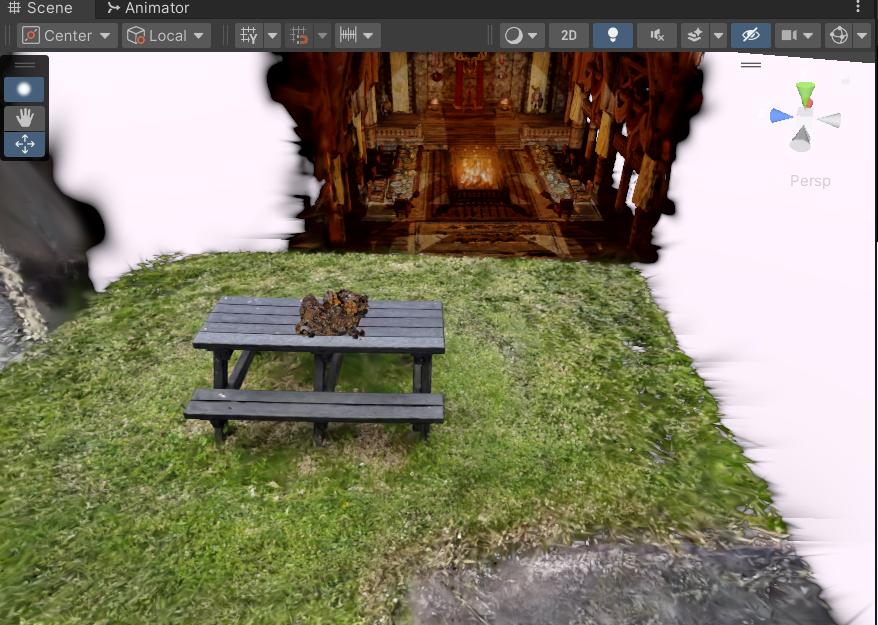 Scene
Animator
Center
Local
2D
Persp